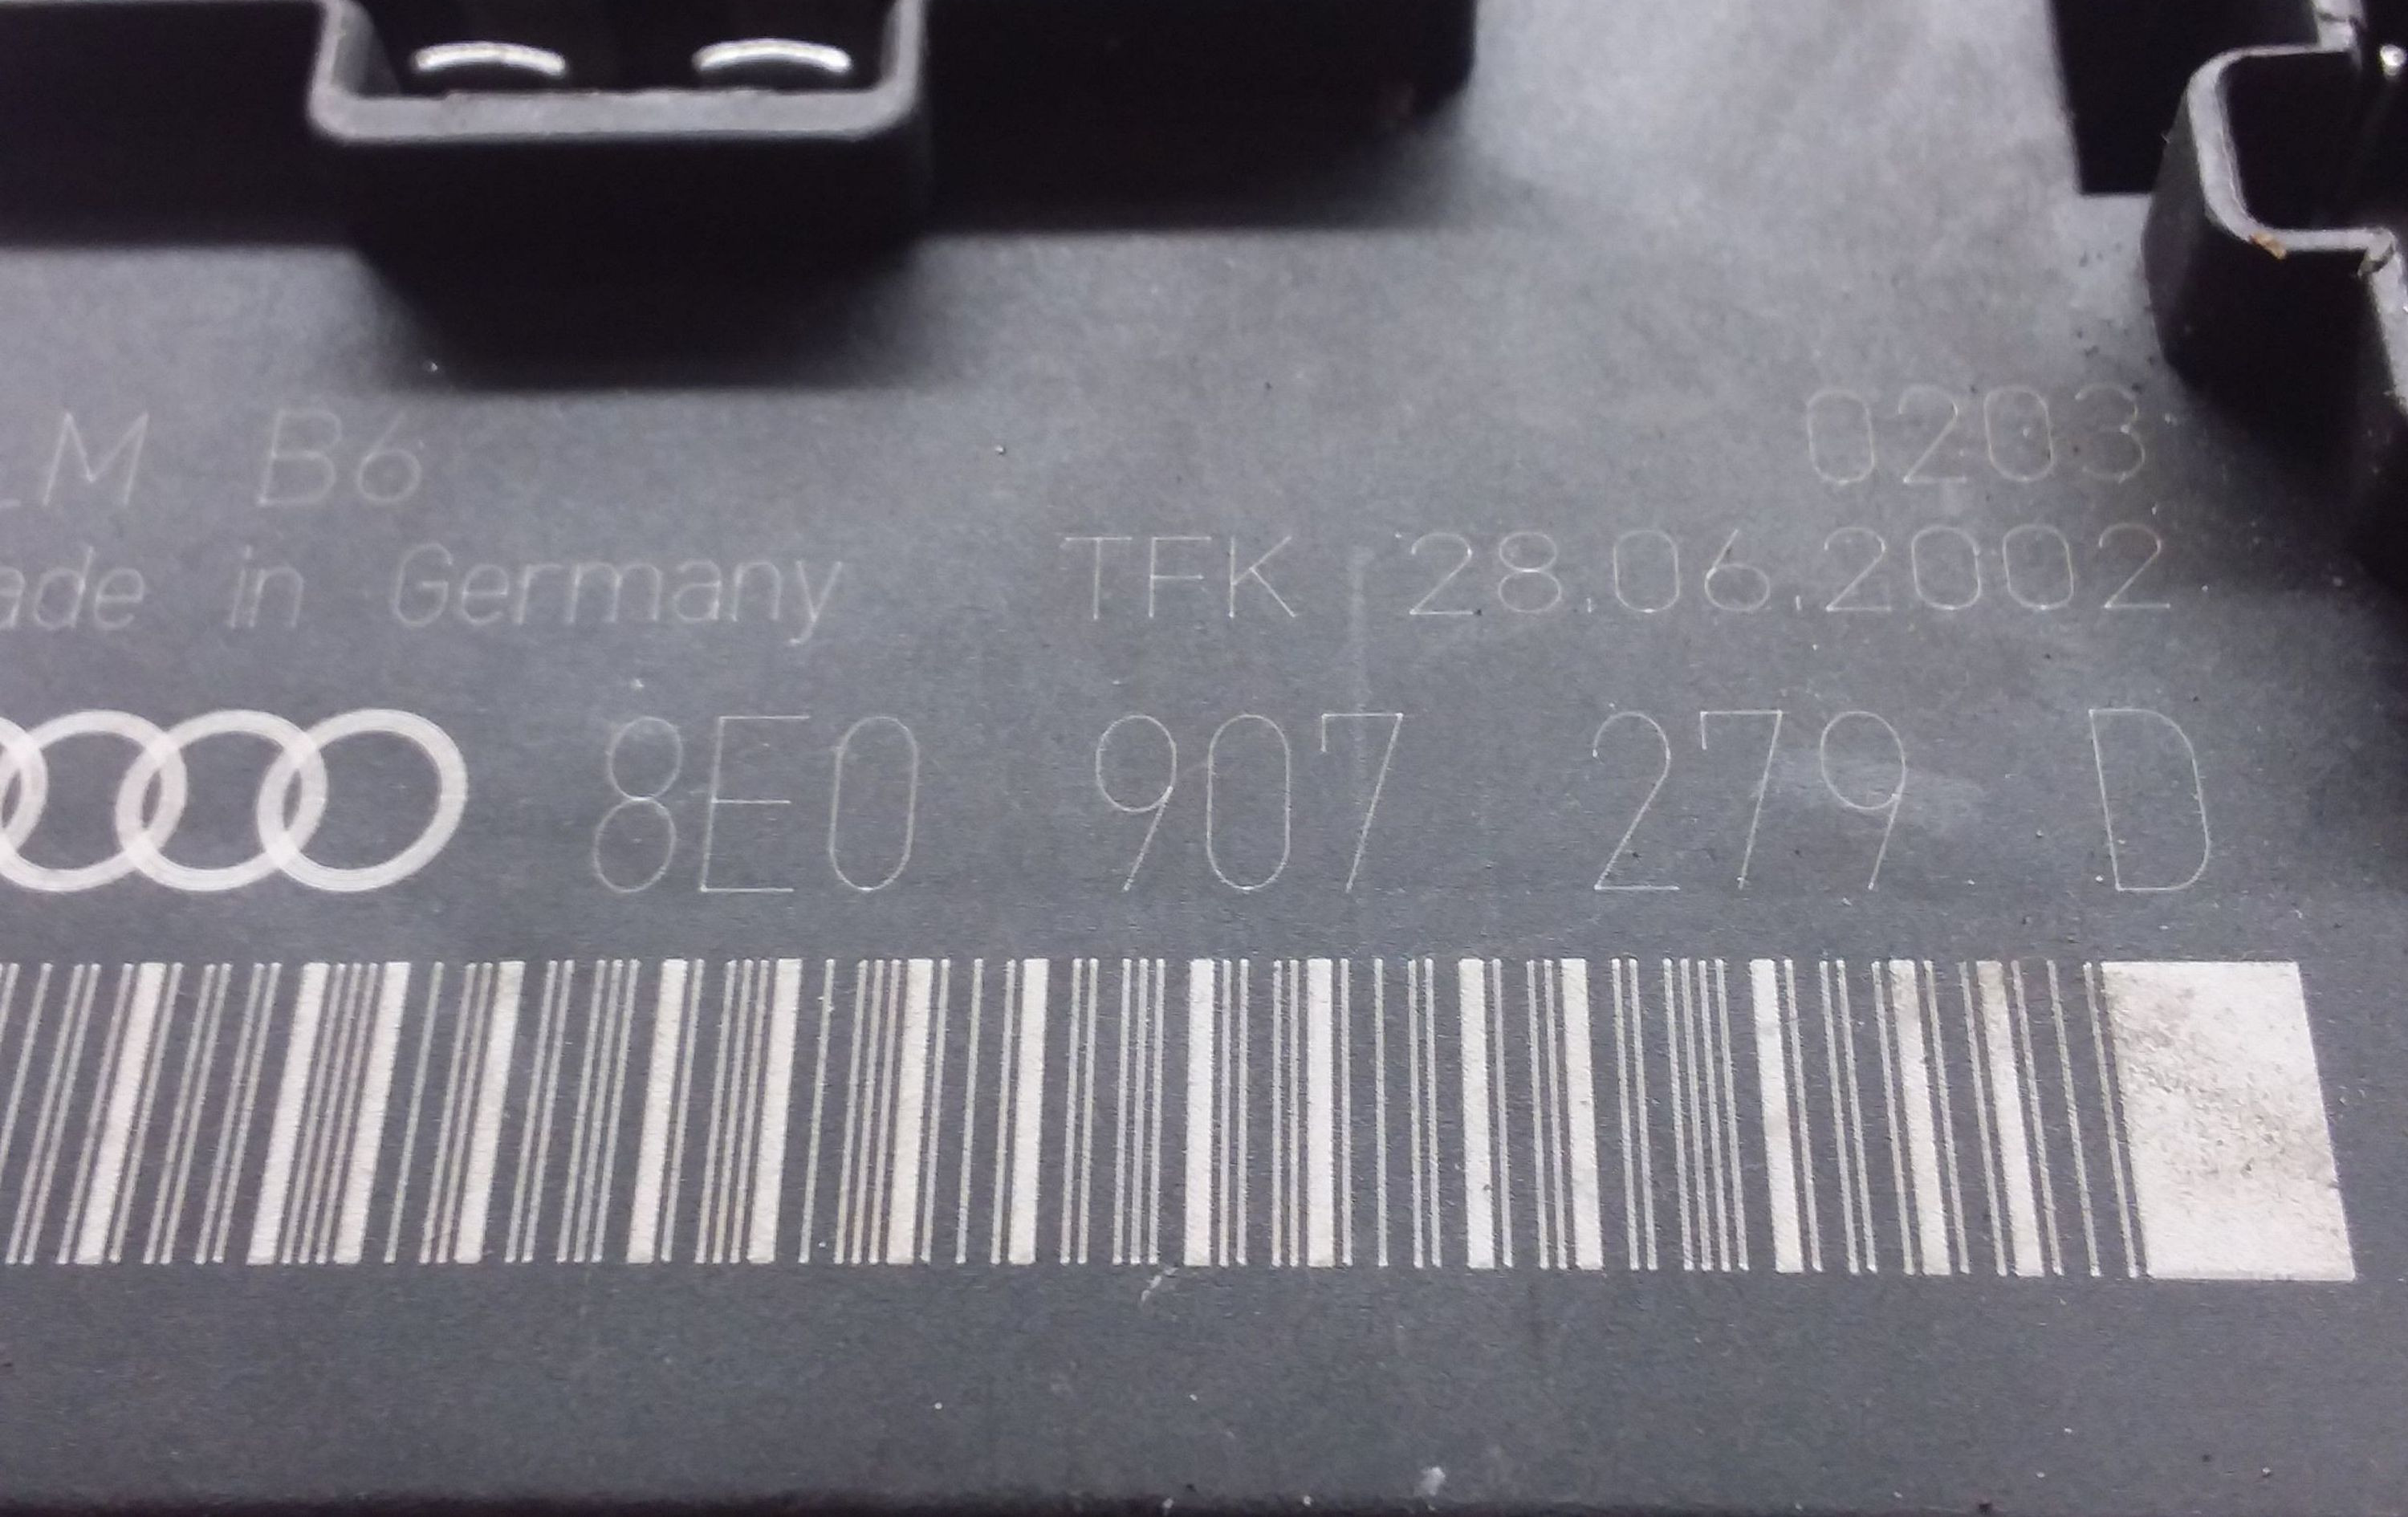 LM B6 0203
ade in Germany TFK 28.06.2002
8E0 907 279 D